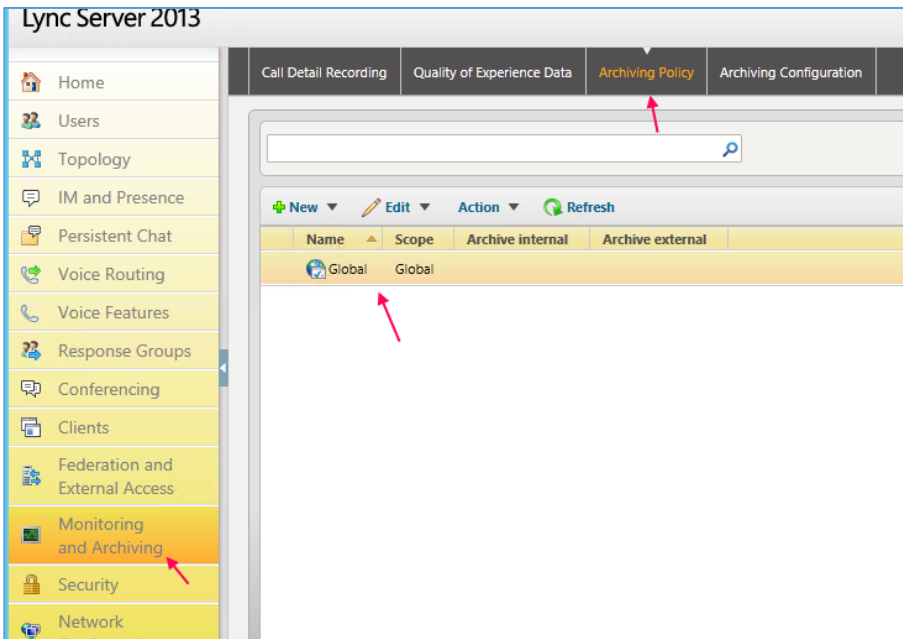 Lync Server 2013
Home
Users
Topology
IM and Presence
Persistent Chat
Voice Routing
Voice Features
Response Groups
Conferencing
Clients
Federation and
External Access
Monitoring
and Archiving
Security
Network
Call Detail Recording Quality of Experience Data Archiving Policy Archiving Configuration
New Edit Action Refresh
Name Scope Archive internal Archive external
Global Global